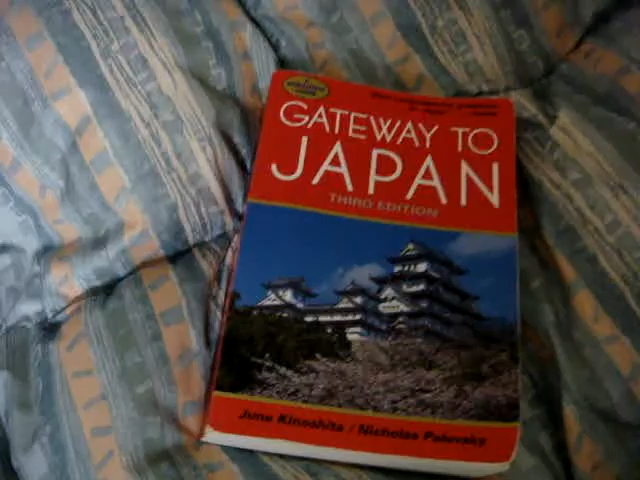 GATEWAY TO
JAPAN
THIRD EDITION
June Kinoshita / Nicholas Palevsky